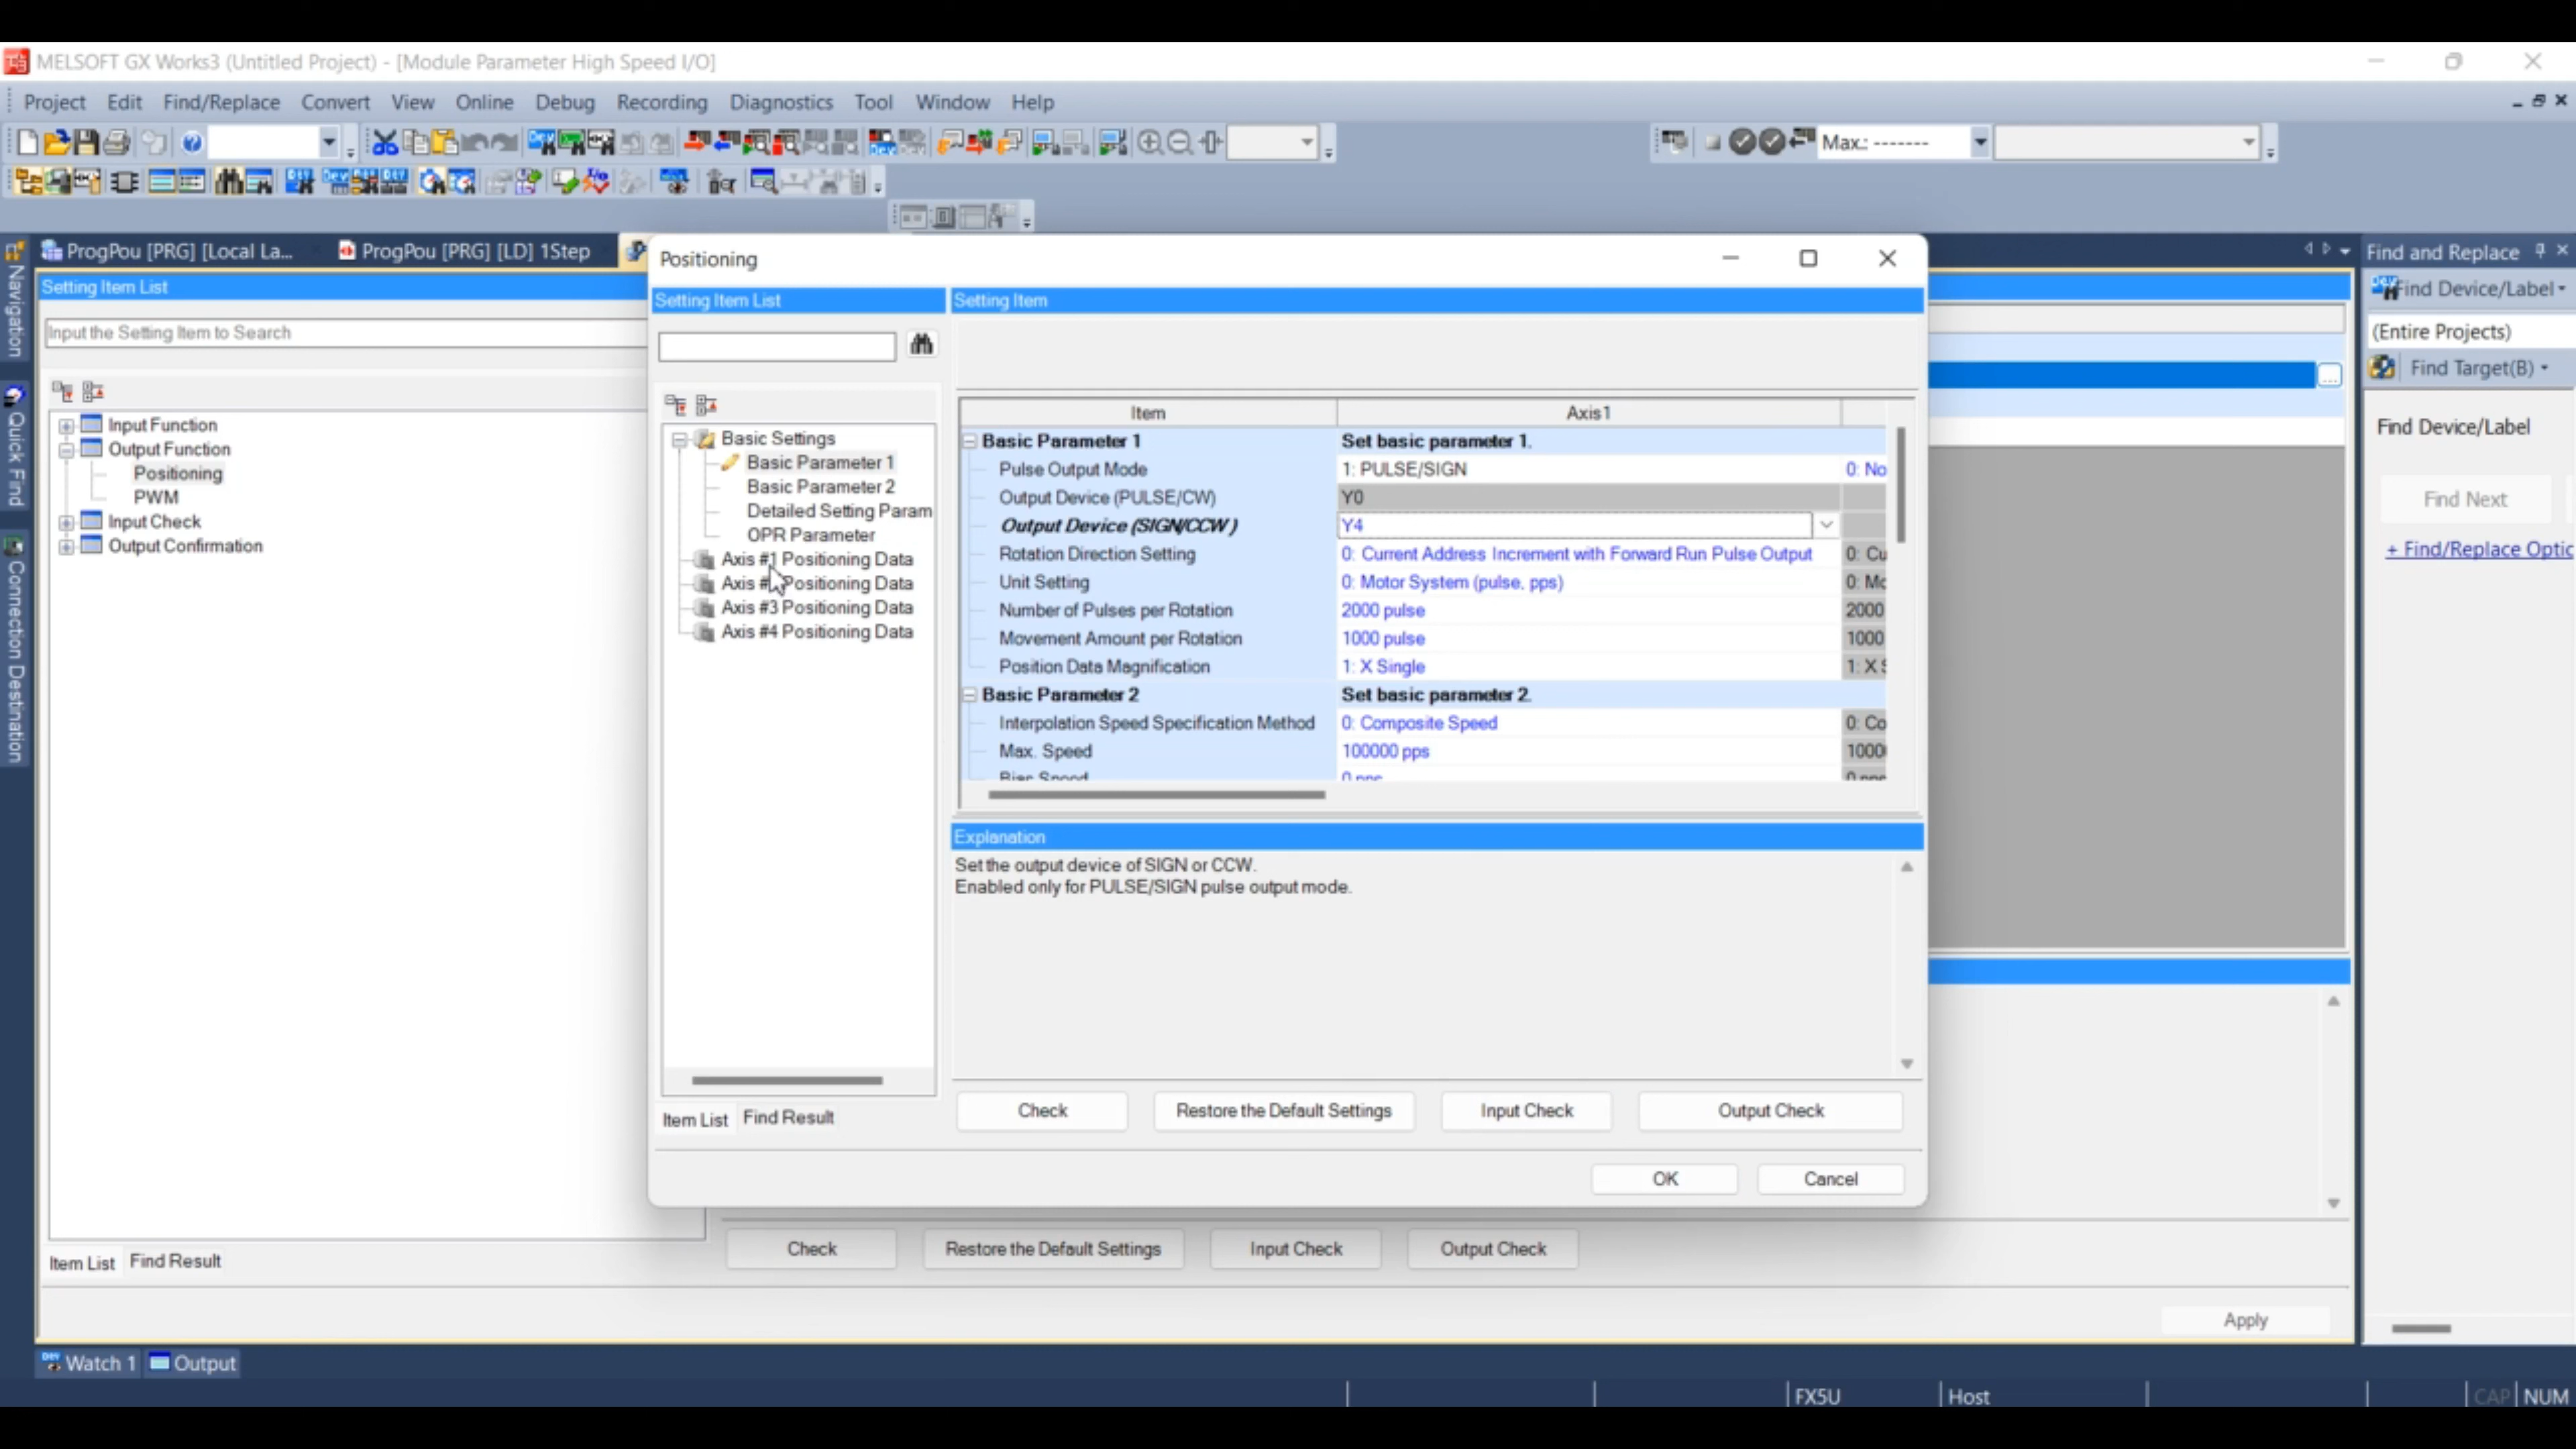 MELSOFT GX Works3 (Untitled Project) - [Module Parameter High Speed I/O]
Project Edit Find/Replace Convert View Online Debug Recording Diagnostics Tool Window Help
Max.: -------
ProgPou [PRG] [Local La...
ProgPou [PRG] [LD] 1Step
Navigation
Quick Find
Connection Destination
Setting Item List
Input the Setting Item to Search
Input Function
Output Function
Positioning
PWM
Input Check
Output Confirmation
Item List
Find Result
Positioning
Setting Item List
Basic Settings
Basic Parameter 1
Basic Parameter 2
Detailed Setting Param
OPR Parameter
Axis #1 Positioning Data
Axis # Positioning Data
Axis #3 Positioning Data
Axis #4 Positioning Data
Item List
Find Result
Setting Item
Item Axis1
Basic Parameter 1 Set basic parameter 1.
Pulse Output Mode 1: PULSE/SIGN 0: No
Output Device (PULSE/CW) Y0
Output Device (SIGN/CCW) Y4
Rotation Direction Setting 0: Current Address Increment with Forward Run Pulse Output 0: Cu
Unit Setting 0: Motor System (pulse, pps) 0: Mo
Number of Pulses per Rotation 2000 pulse 2000
Movement Amount per Rotation 1000 pulse 1000
Position Data Magnification 1: X Single 1: X S
Basic Parameter 2 Set basic parameter 2.
Interpolation Speed Specification Method 0: Composite Speed 0: Co
Max. Speed 100000 pps 1000
Bias Speed 0 pps 0 pps
Explanation
Set the output device of SIGN or CCW.
Enabled only for PULSE/SIGN pulse output mode.
Check Restore the Default Settings Input Check Output Check
OK Cancel
Check Restore the Default Settings Input Check Output Check
Apply
Find and Replace
Find Device/Label
(Entire Projects)
Find Target(B)
Find Device/Label
Find Next
+ Find/Replace Optic
Watch 1 Output
FX5U Host CAP NUM